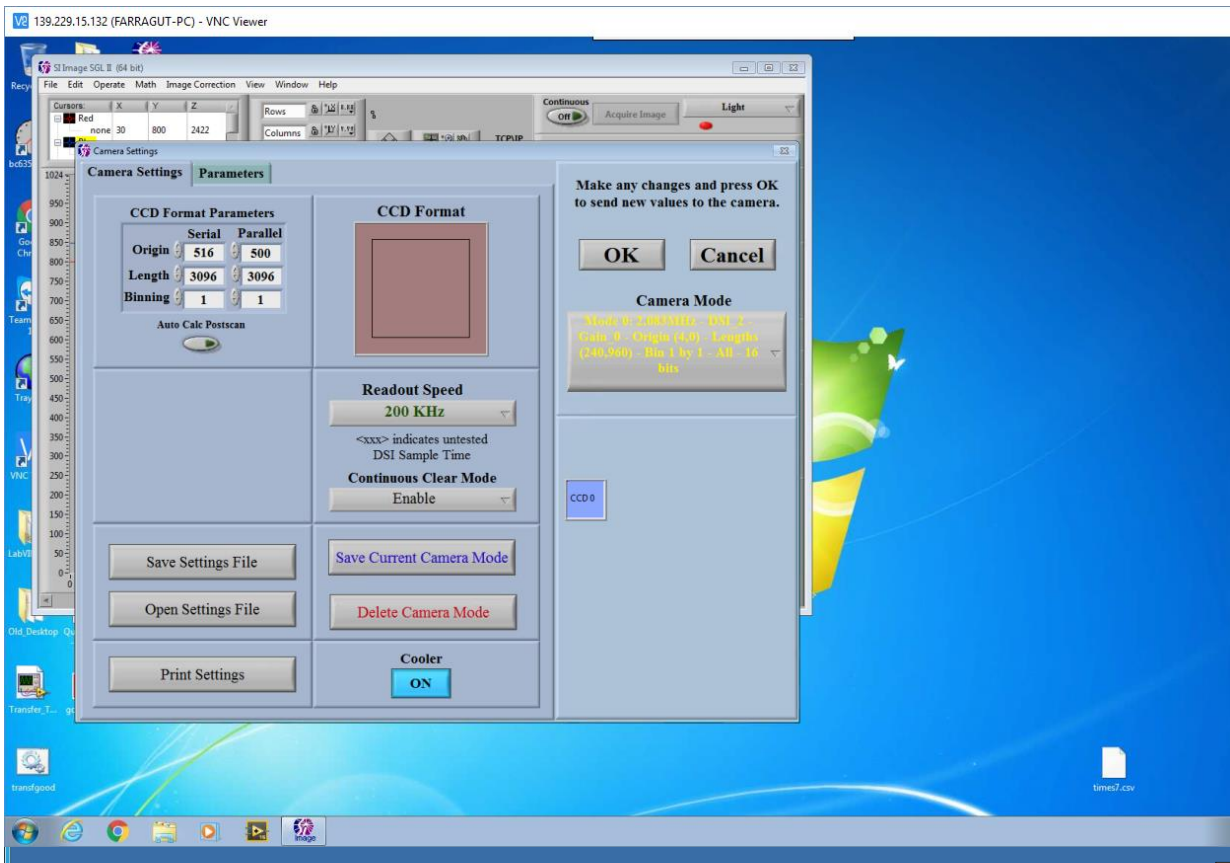 139.229.15.132 (FARRAGUT-PC) - VNC Viewer
SI Image SGL II (64 bit)
File Edit Operate Math Image Correction View Window Help
Cursors: X Y Z
Red
none 30 800 2422
Rows
Columns
TCPIP
Continuous
Off
Acquire Image
Light
Camera Settings
Camera Settings Parameters
CCD Format Parameters
Serial Parallel
Origin 516 500
Length 3096 3096
Binning 1 1
Auto Calc Postscan
CCD Format
Readout Speed
200 KHz
<xxx> indicates untested
DSI Sample Time
Continuous Clear Mode
Enable
Save Settings File
Open Settings File
Print Settings
Save Current Camera Mode
Delete Camera Mode
Cooler
ON
Make any changes and press OK
to send new values to the camera.
OK Cancel
Camera Mode
Mode 0: 2.083MHz - DSI_2 -
Gain_0 - Origin (4,0) - Lengths
(240,960) - Bin 1 by 1 - All - 16
bits
CCD 0
1024
950
900
850
800
750
700
650
600
550
500
450
400
350
300
250
200
150
100
50
0
0
Recy
bc635
Go
Chr
Team
Tray
VNC
LabVI
Old_Desktop Qu
Transfer_T...
transfgood
times7.csv
Image